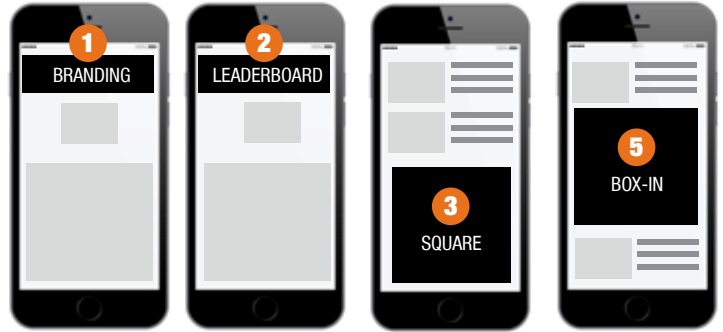 1
BRANDING
2
LEADERBOARD
3
SQUARE
5
BOX-IN